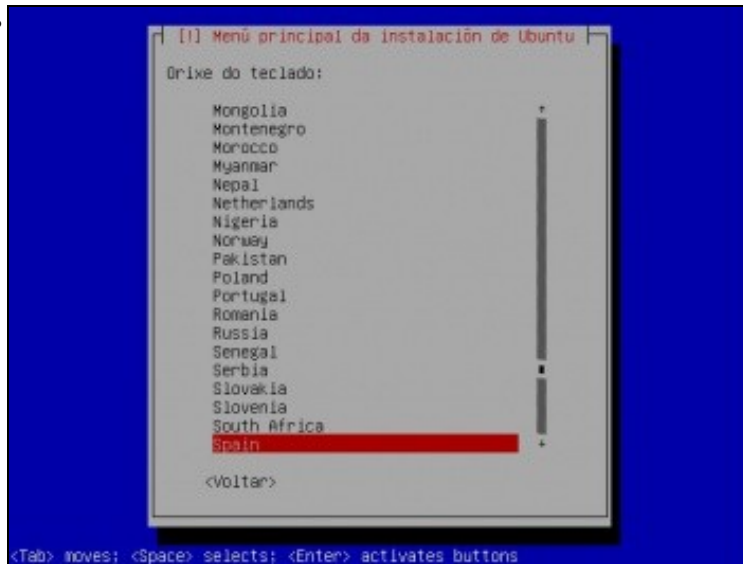 [!] Menú principal da instalación de Ubuntu
Orixe do teclado:
Mongolia
Montenegro
Morocco
Myanmar
Nepal
Netherlands
Nigeria
Norway
Pakistan
Poland
Portugal
Romania
Russia
Senegal
Serbia
Slovakia
Slovenia
South Africa
Spain
<Voltar>
<Tab> moves; <Space> selects; <Enter> activates buttons